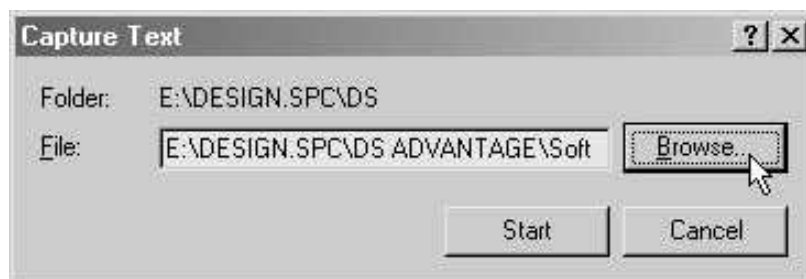 Capture Text
Folder: E:\DESIGN.SPC\DS
File: E:\DESIGN.SPC\DS ADVANTAGE\Soft Browse...
Start Cancel